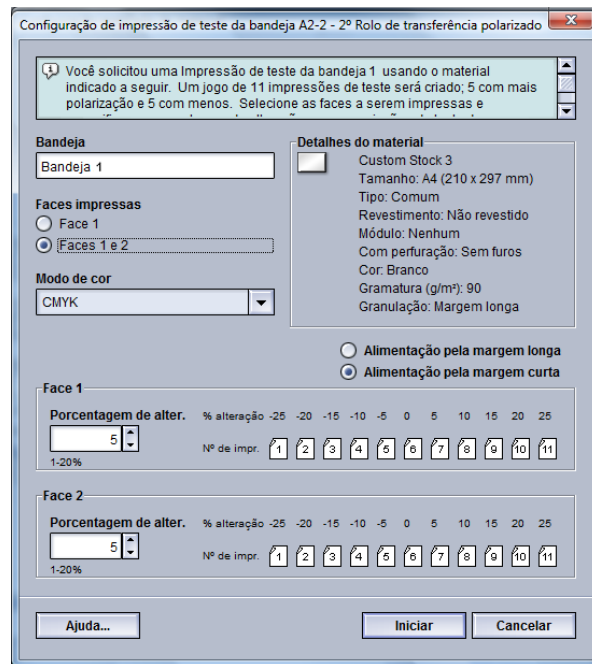 Configuração de impressão de teste da bandeja A2-2 - 2º Rolo de transferência polarizado
Você solicitou uma Impressão de teste da bandeja 1 usando o material
indicado a seguir. Um jogo de 11 impressões de teste será criado; 5 com mais
polarização e 5 com menos. Selecione as faces a serem impressas e
Bandeja
Bandeja 1
Faces impressas
Face 1
Faces 1 e 2
Modo de cor
CMYK
Detalhes do material
Custom Stock 3
Tamanho: A4 (210 x 297 mm)
Tipo: Comum
Revestimento: Não revestido
Módulo: Nenhum
Com perfuração: Sem furos
Cor: Branco
Gramatura (g/m²): 90
Granulação: Margem longa
Alimentação pela margem longa
Alimentação pela margem curta
Face 1
Porcentagem de alter.
5
1-20%
% alteração -25 -20 -15 -10 -5 0 5 10 15 20 25
Nº de impr. 1 2 3 4 5 6 7 8 9 10 11
Face 2
Porcentagem de alter.
5
1-20%
% alteração -25 -20 -15 -10 -5 0 5 10 15 20 25
Nº de impr. 1 2 3 4 5 6 7 8 9 10 11
Ajuda...
Iniciar
Cancelar